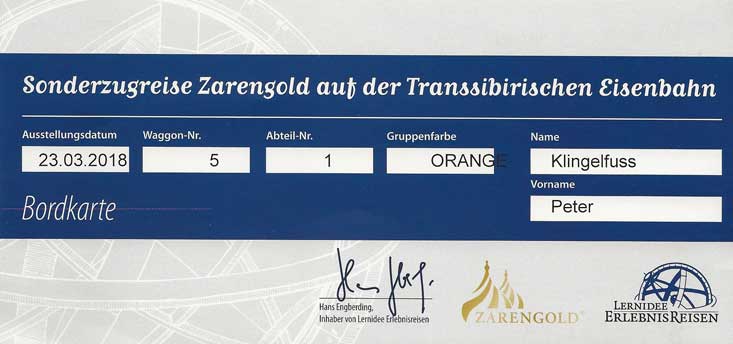 Sonderzugreise Zarengold auf der Transsibirischen Eisenbahn
Ausstellungsdatum Waggon-Nr. Abteil-Nr. Gruppenfarbe Name
23.03.2018 5 1 ORANGE Klingelfuss
Vorname
Peter
Bordkarte
Hans Engberding,
Inhaber von Lernidee Erlebnisreisen
ZARENGOLD®
LERNIDEE
ERLEBNISREISEN